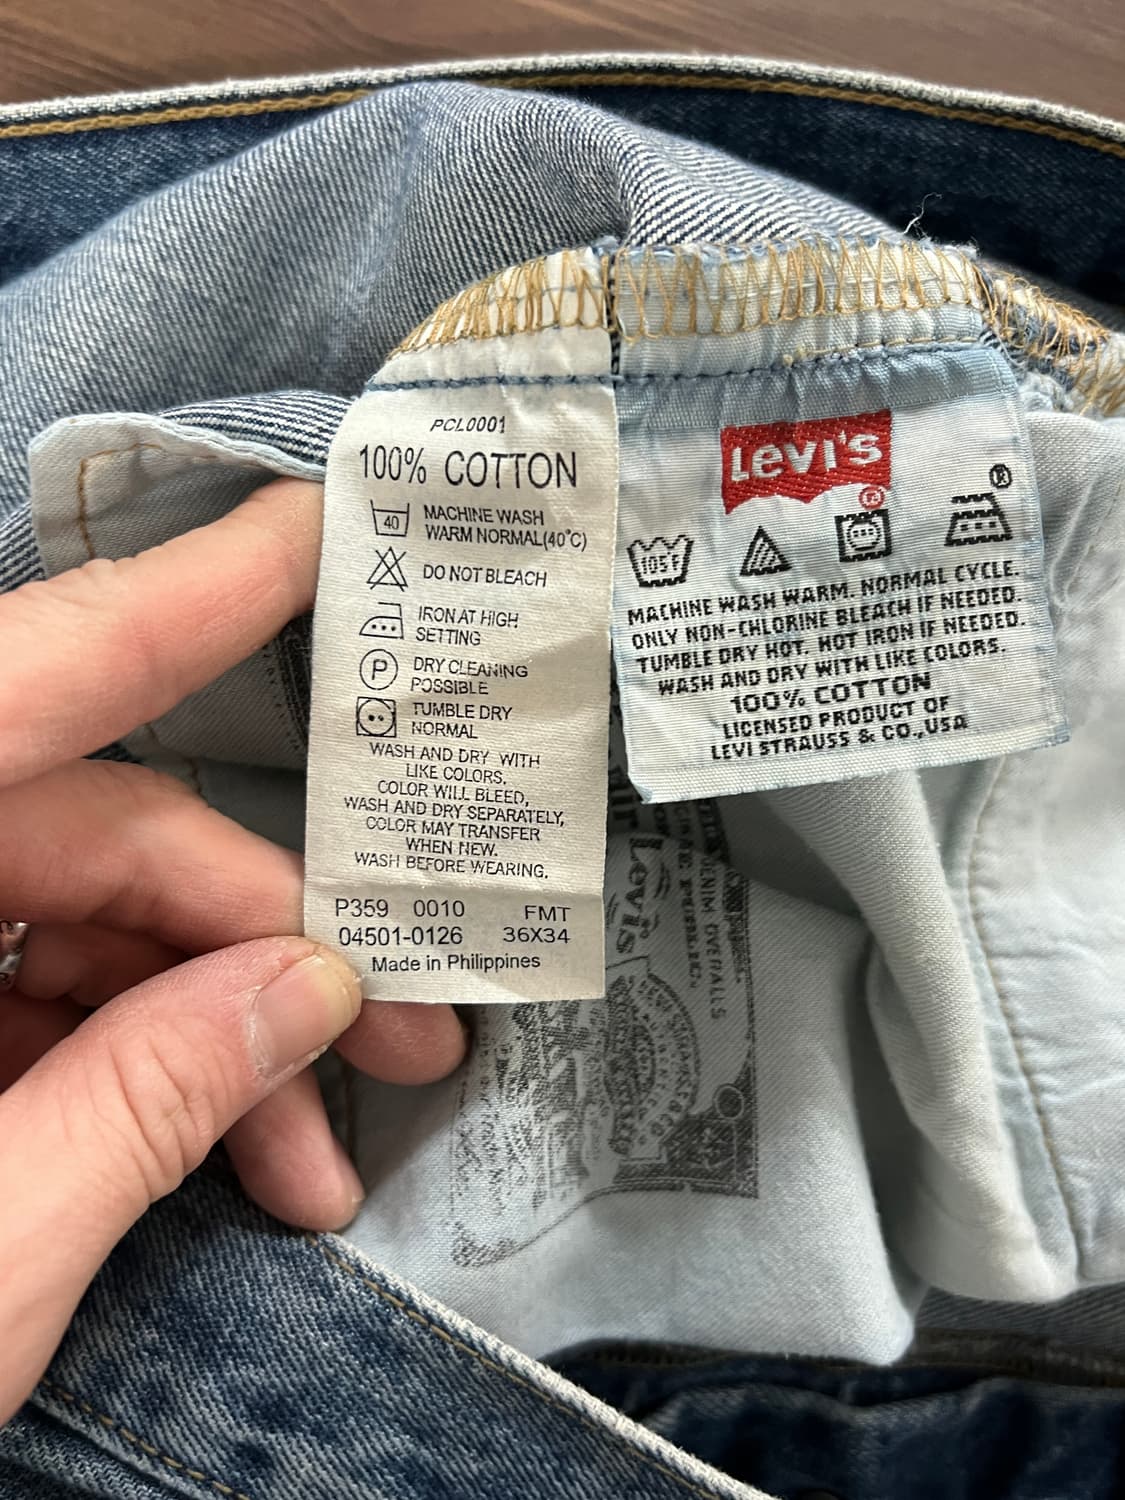 PCL0001
100% COTTON
40
MACHINE WASH
WARM NORMAL(40°C)
DO NOT BLEACH
IRON AT HIGH
SETTING
P
DRY CLEANING
POSSIBLE
TUMBLE DRY
NORMAL
WASH AND DRY WITH
LIKE COLORS.
COLOR WILL BLEED,
WASH AND DRY SEPARATELY,
COLOR MAY TRANSFER
WHEN NEW.
WASH BEFORE WEARING.
P359 0010 FMT
04501-0126 36X34
Made in Philippines
LEVI'S
®
105F
MACHINE WASH WARM. NORMAL CYCLE.
ONLY NON-CHLORINE BLEACH IF NEEDED.
TUMBLE DRY HOT. HOT IRON IF NEEDED.
WASH AND DRY WITH LIKE COLORS.
100% COTTON
LICENSED PRODUCT OF
LEVI STRAUSS & CO.,USA
Levi's
DENIM OVERALLS